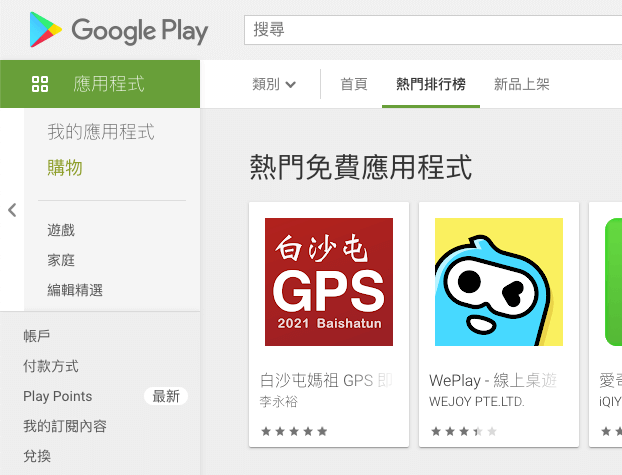 Google Play
搜尋
應用程式
類別
首頁
熱門排行榜
新品上架
我的應用程式
購物
遊戲
家庭
編輯精選
帳戶
付款方式
Play Points
最新
我的訂閱內容
兌換
熱門免費應用程式
白沙屯
GPS
2021 Baishatun
白沙屯媽祖 GPS 即
李永裕
WePlay - 線上桌遊
WEJOY PTE.LTD.
愛奇
iQIY